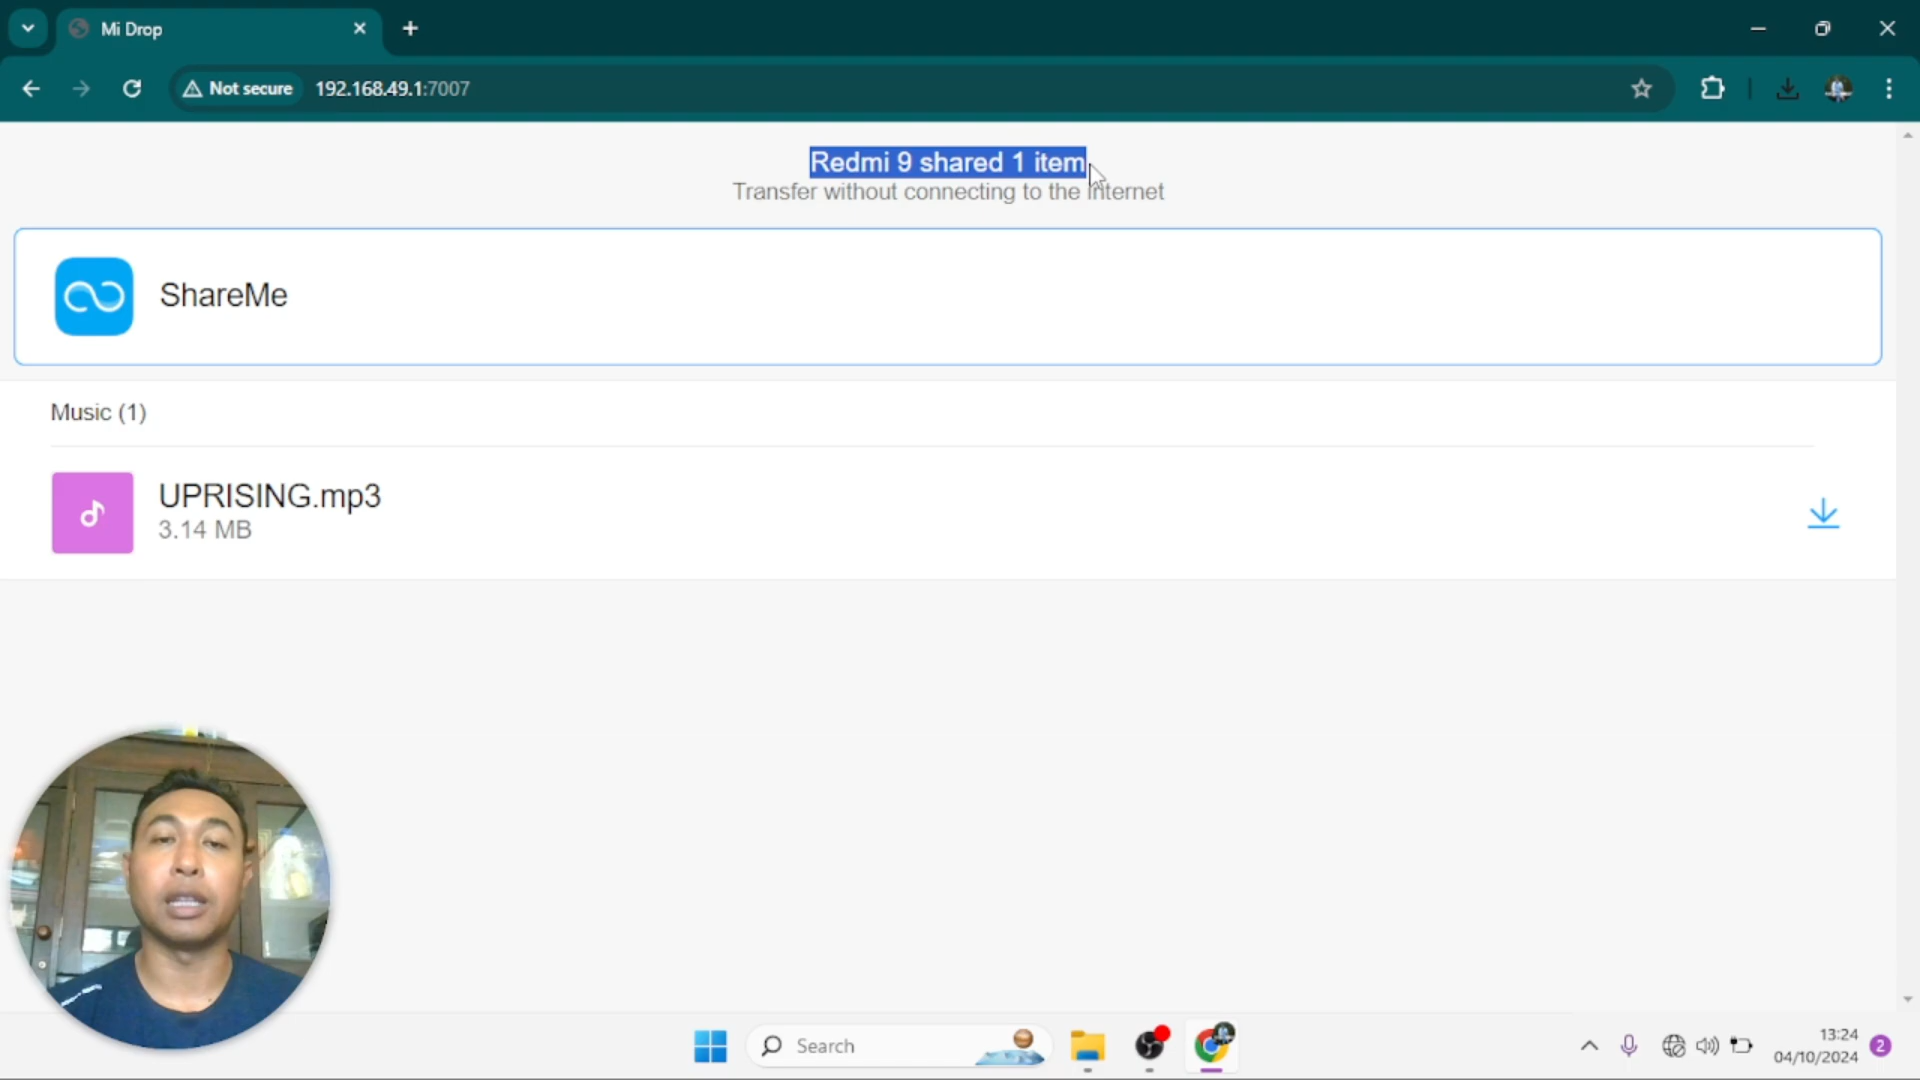 Mi Drop
Not secure
192.168.49.1:7007
Redmi 9 shared 1 item
Transfer without connecting to the Internet
ShareMe
Music (1)
UPRISING.mp3
3.14 MB
Search
13:24
04/10/2024
2